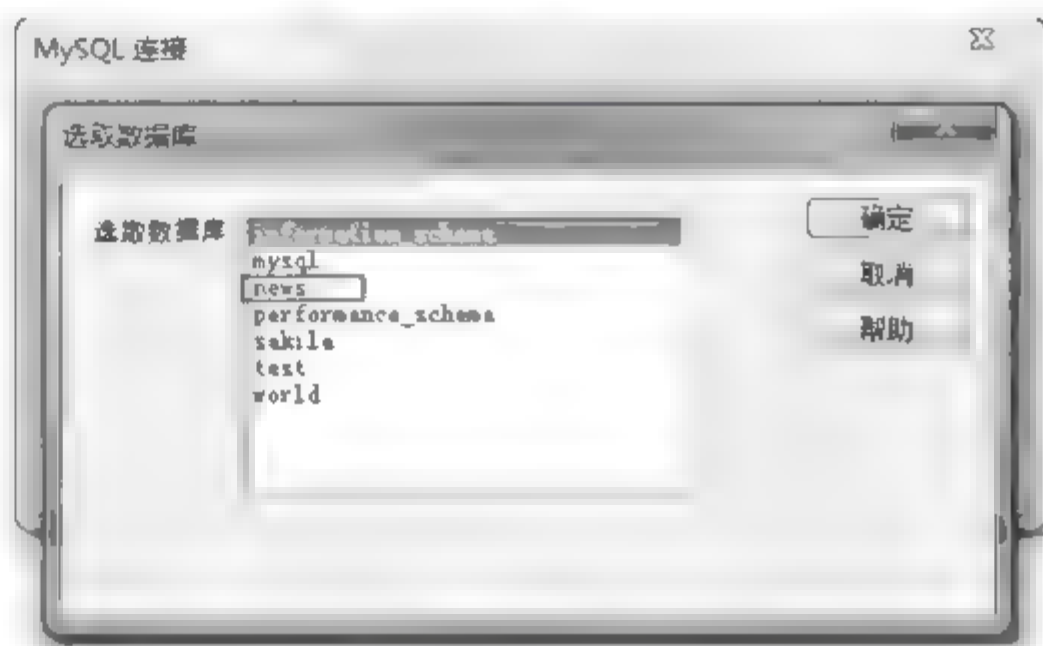 MySQL 连接
选取数据库
选取数据库
information_schema
mysql
news
performance_schema
sakila
test
world
确定
取消
帮助